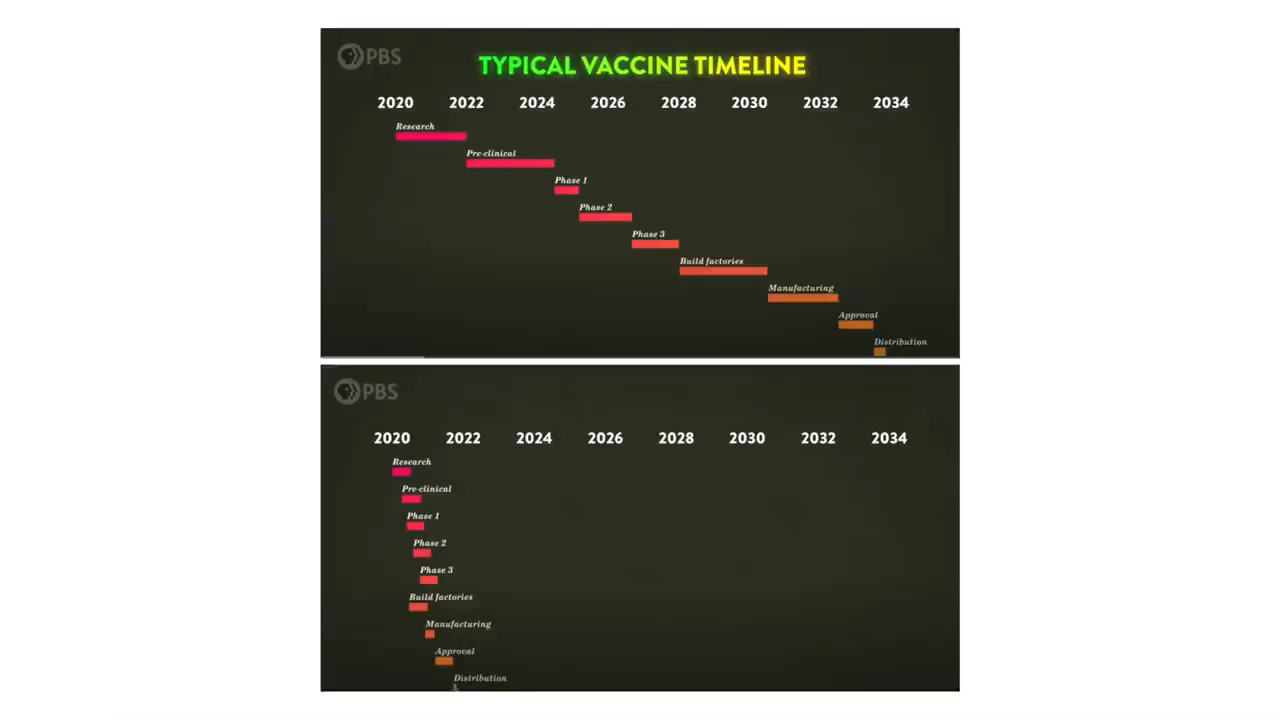 PBS
TYPICAL VACCINE TIMELINE
2020 2022 2024 2026 2028 2030 2032 2034
Research
Pre-clinical
Phase 1
Phase 2
Phase 3
Build factories
Manufacturing
Approval
Distribution
PBS
2020 2022 2024 2026 2028 2030 2032 2034
Research
Pre-clinical
Phase 1
Phase 2
Phase 3
Build factories
Manufacturing
Approval
Distribution